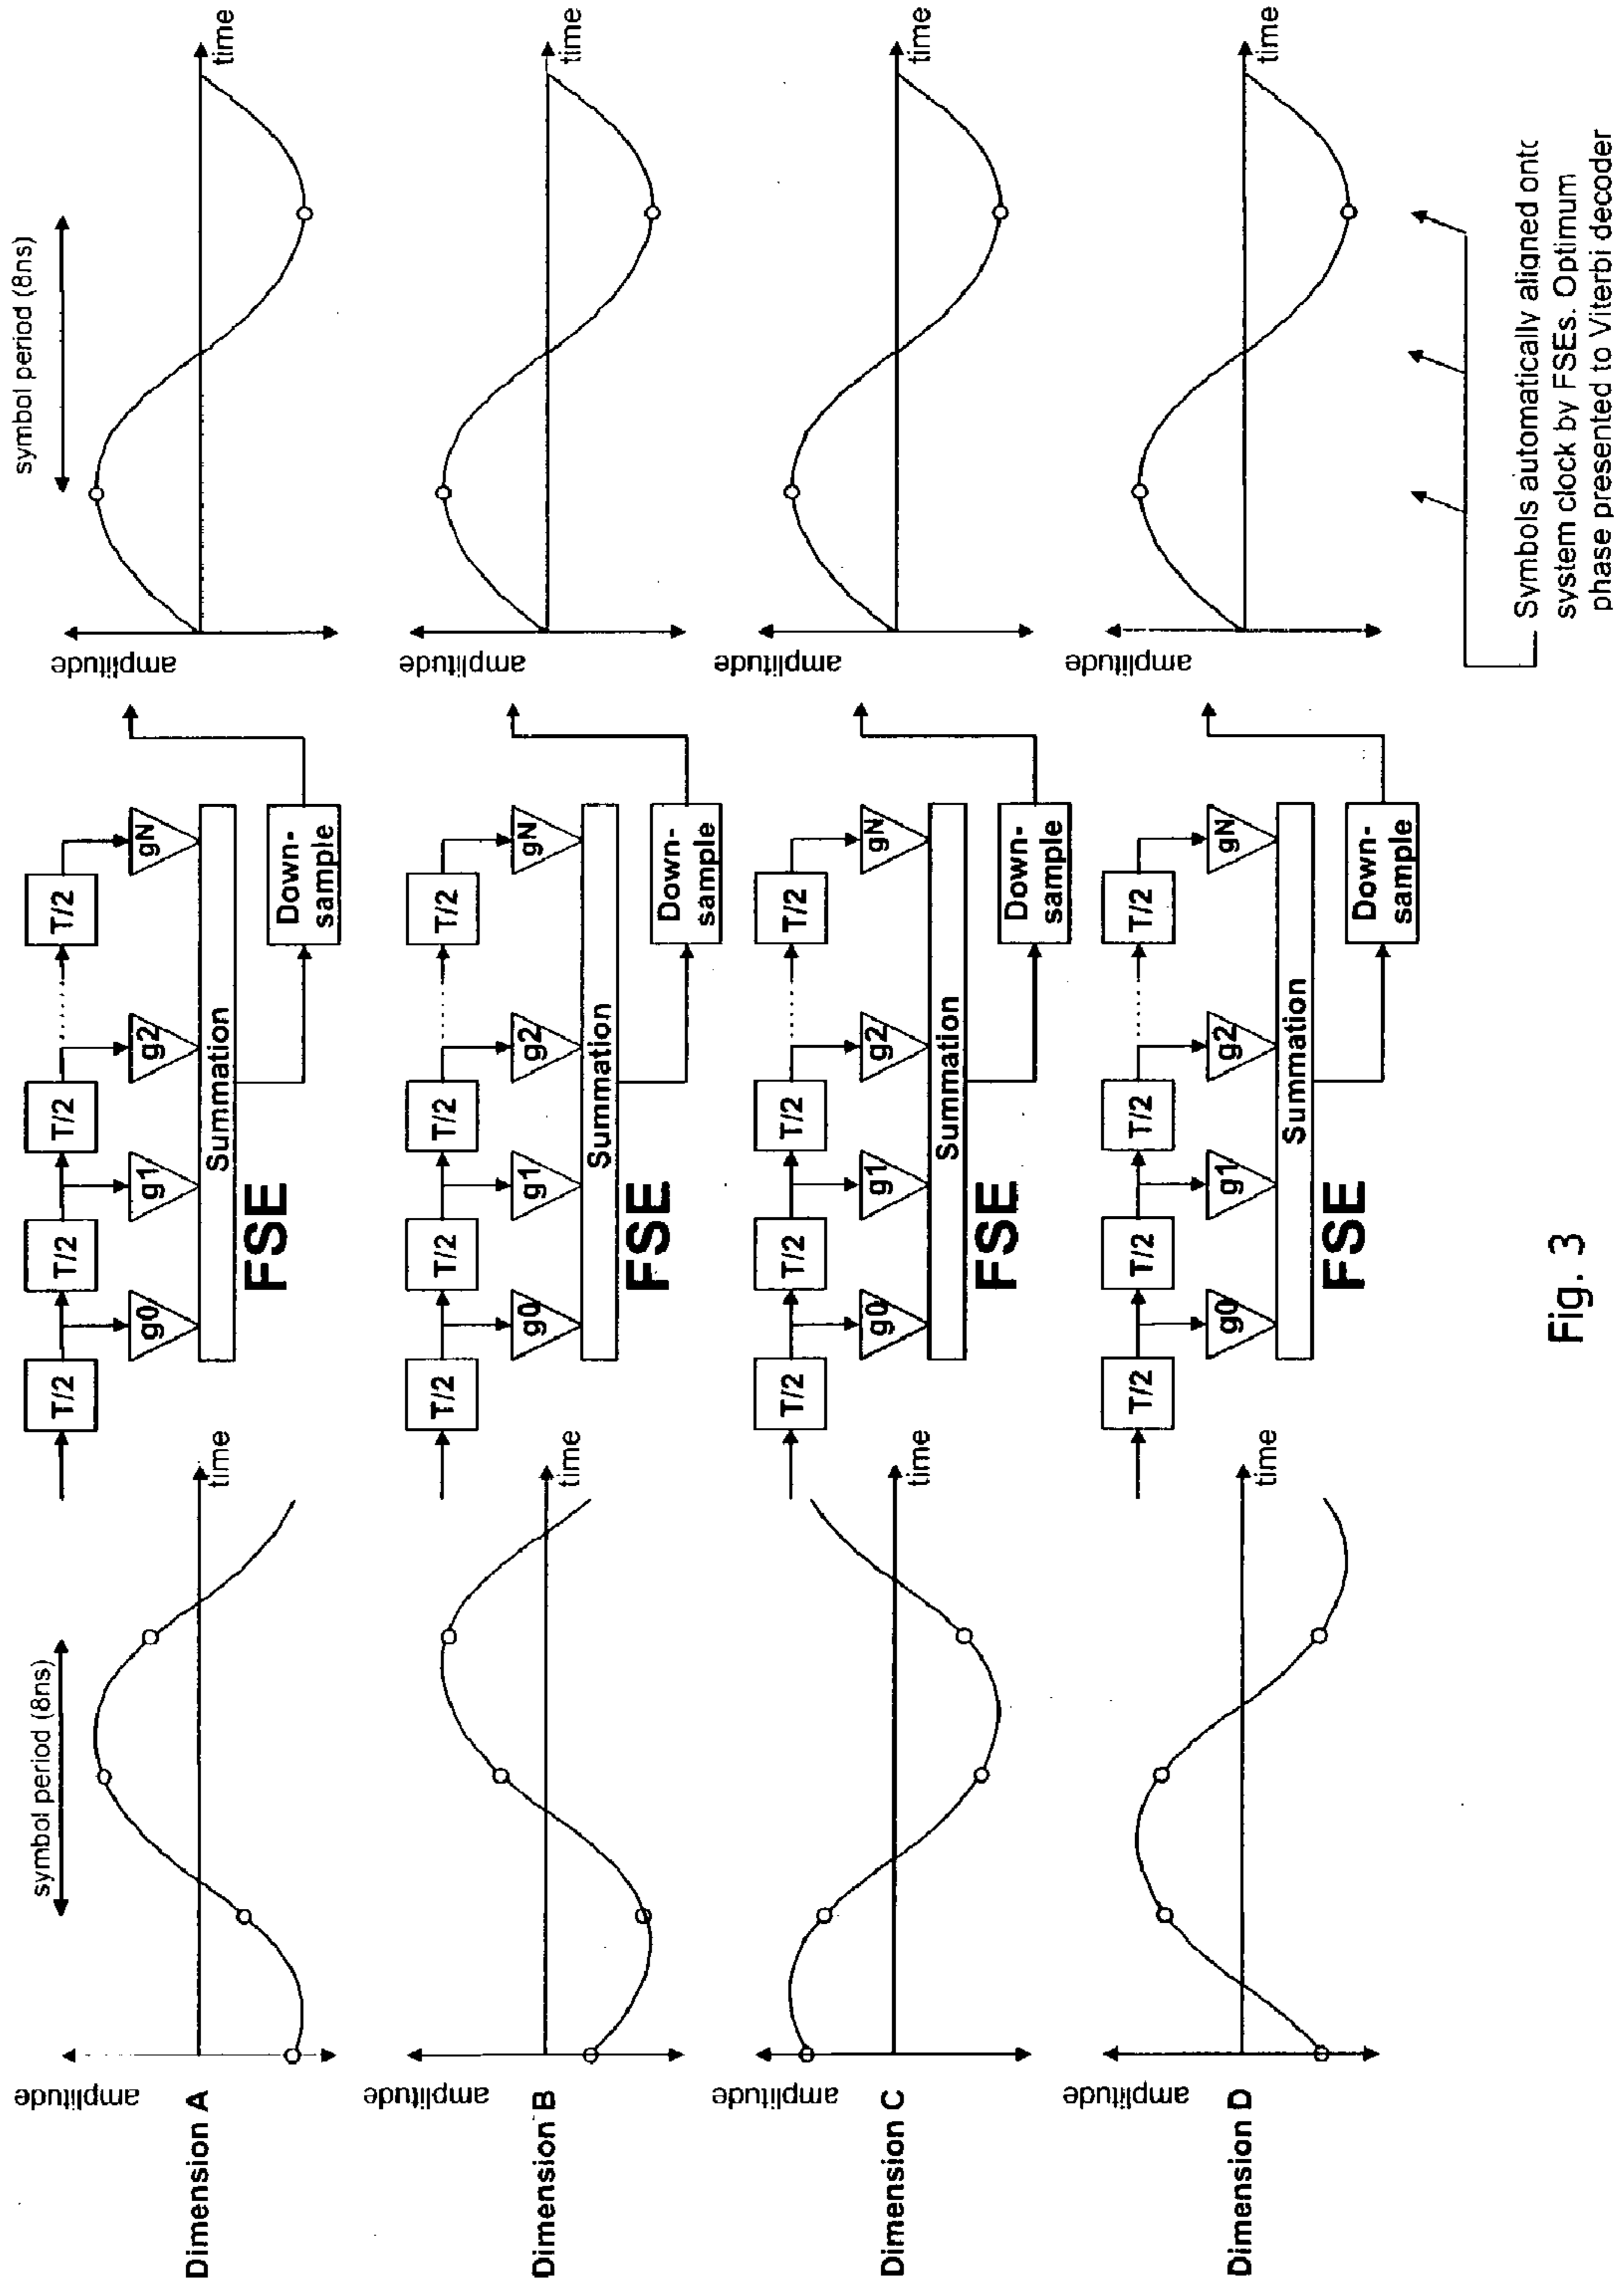 symbol period (8ns)
amplitude
Dimension A
time
T/2
T/2
T/2
T/2
g0
g1
g2
gN
Summation
FSE
Down-
sample
symbol period (8ns)
amplitude
time
amplitude
Dimension B
time
T/2
T/2
T/2
T/2
g0
g1
g2
gN
Summation
FSE
Down-
sample
amplitude
time
amplitude
Dimension C
time
T/2
T/2
T/2
T/2
g0
g1
g2
gN
Summation
FSE
Down-
sample
amplitude
time
amplitude
Dimension D
time
T/2
T/2
T/2
T/2
g0
g1
g2
gN
Summation
FSE
Down-
sample
amplitude
time
Symbols automatically aligned onto
system clock by FSEs. Optimum
phase presented to Viterbi decoder
Fig. 3